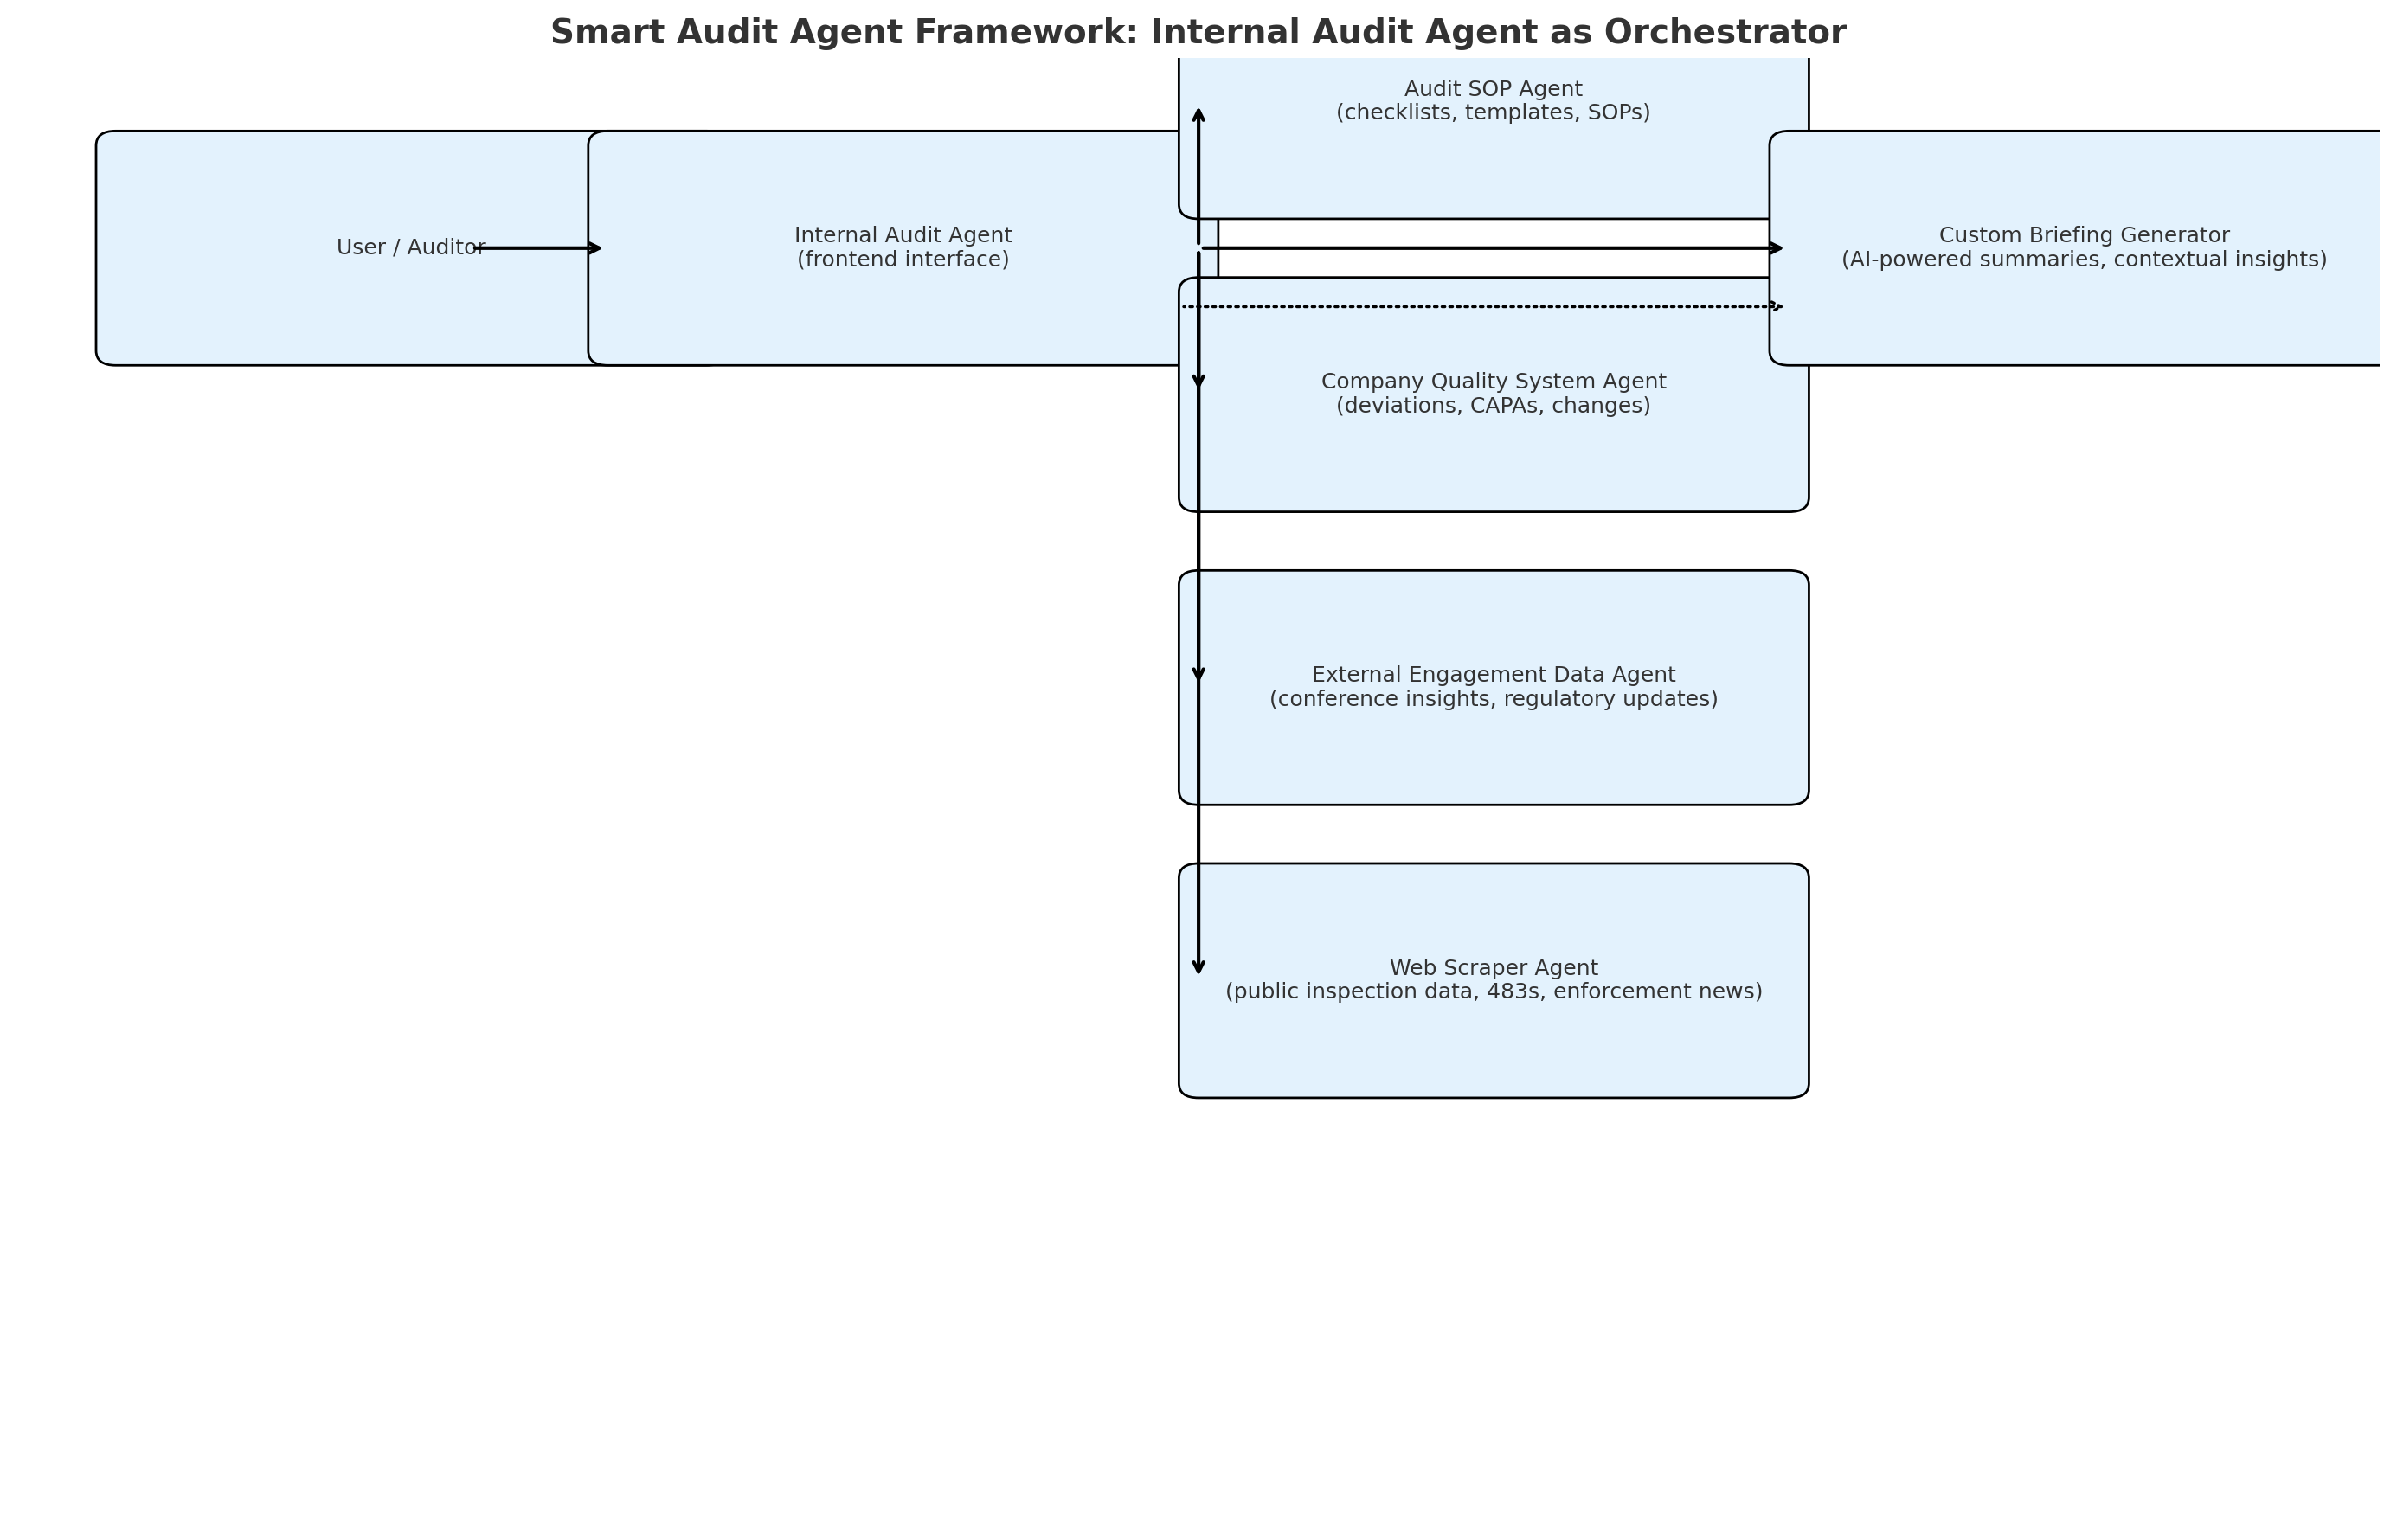 Smart Audit Agent Framework: Internal Audit Agent as Orchestrator
Audit SOP Agent
(checklists, templates, SOPs)
User / Auditor
Internal Audit Agent
(frontend interface)
Custom Briefing Generator
(AI-powered summaries, contextual insights)
Company Quality System Agent
(deviations, CAPAs, changes)
External Engagement Data Agent
(conference insights, regulatory updates)
Web Scraper Agent
(public inspection data, 483s, enforcement news)